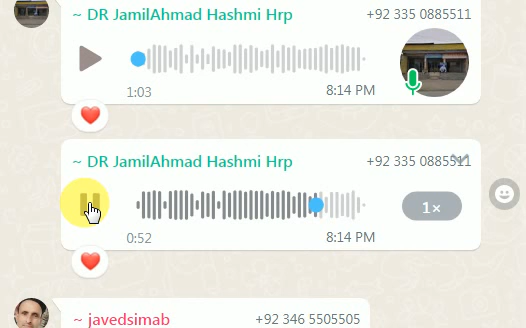 ~ DR JamilAhmad Hashmi Hrp +92 335 0885511
1:03 8:14 PM
~ DR JamilAhmad Hashmi Hrp +92 335 0885511
1×
0:52 8:14 PM
~ javedsimab +92 346 5505505